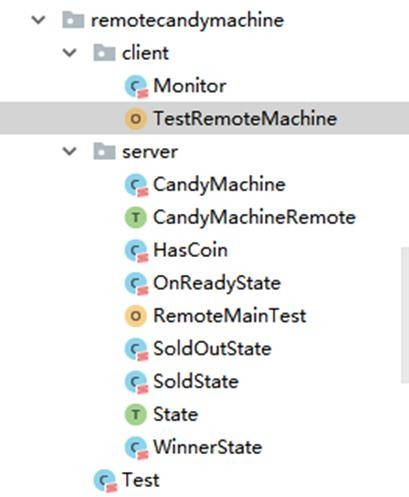 remotecandymachine
client
Monitor
TestRemoteMachine
server
CandyMachine
CandyMachineRemote
HasCoin
OnReadyState
RemoteMainTest
SoldOutState
SoldState
State
WinnerState
Test